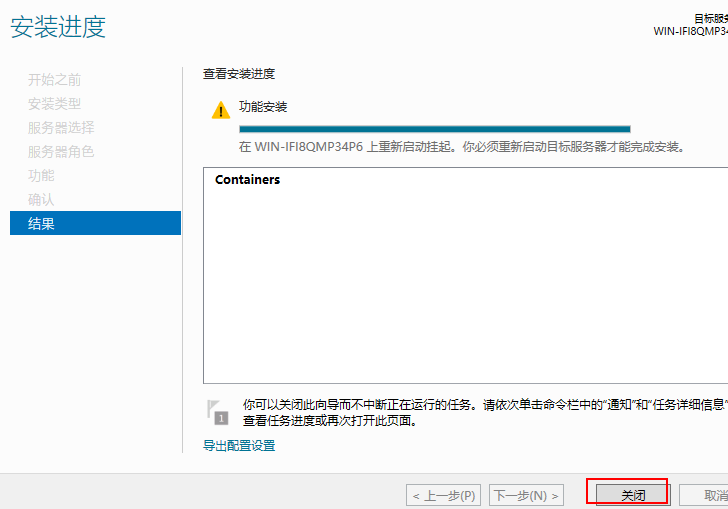 安装进度
目标服务
WIN-IFI8QMP34
开始之前
安装类型
服务器选择
服务器角色
功能
确认
结果
查看安装进度
功能安装
在 WIN-IFI8QMP34P6 上重新启动挂起。你必须重新启动目标服务器才能完成安装。
Containers
1
你可以关闭此向导而不中断正在运行的任务。请依次单击命令栏中的“通知”和“任务详细信息”
查看任务进度或再次打开此页面。
导出配置设置
< 上一步(P)
下一步(N) >
关闭
取消